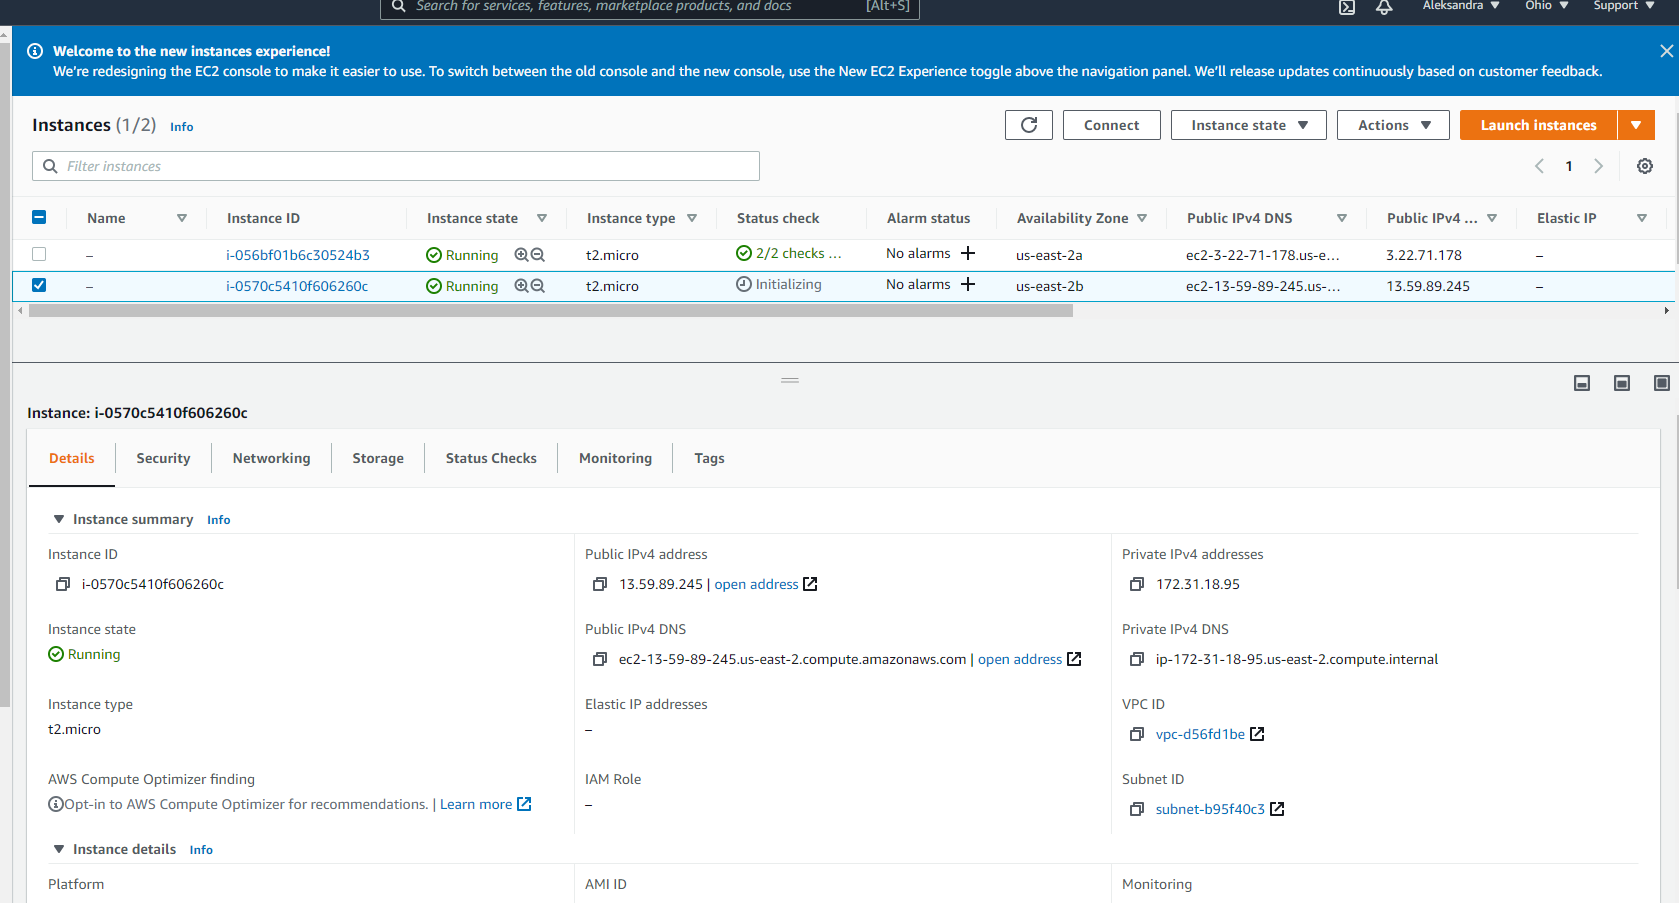 Search for services, features, marketplace products, and docs [Alt+S] Aleksandra Ohio Support
Welcome to the new instances experience!
We're redesigning the EC2 console to make it easier to use. To switch between the old console and the new console, use the New EC2 Experience toggle above the navigation panel. We'll release updates continuously based on customer feedback.
Instances (1/2) Info Connect Instance state Actions Launch instances
Filter instances 1
Name Instance ID Instance state Instance type Status check Alarm status Availability Zone Public IPv4 DNS Public IPv4 ... Elastic IP
– i-056bf01b6c30524b3 Running t2.micro 2/2 checks ... No alarms us-east-2a ec2-3-22-71-178.us-e... 3.22.71.178 –
– i-0570c5410f606260c Running t2.micro Initializing No alarms us-east-2b ec2-13-59-89-245.us-... 13.59.89.245 –
Instance: i-0570c5410f606260c
Details Security Networking Storage Status Checks Monitoring Tags
Instance summary Info
Instance ID Public IPv4 address Private IPv4 addresses
i-0570c5410f606260c 13.59.89.245 | open address 172.31.18.95
Instance state Public IPv4 DNS Private IPv4 DNS
Running ec2-13-59-89-245.us-east-2.compute.amazonaws.com | open address ip-172-31-18-95.us-east-2.compute.internal
Instance type Elastic IP addresses VPC ID
t2.micro – vpc-d56fd1be
AWS Compute Optimizer finding IAM Role Subnet ID
Opt-in to AWS Compute Optimizer for recommendations. | Learn more – subnet-b95f40c3
Instance details Info
Platform AMI ID Monitoring